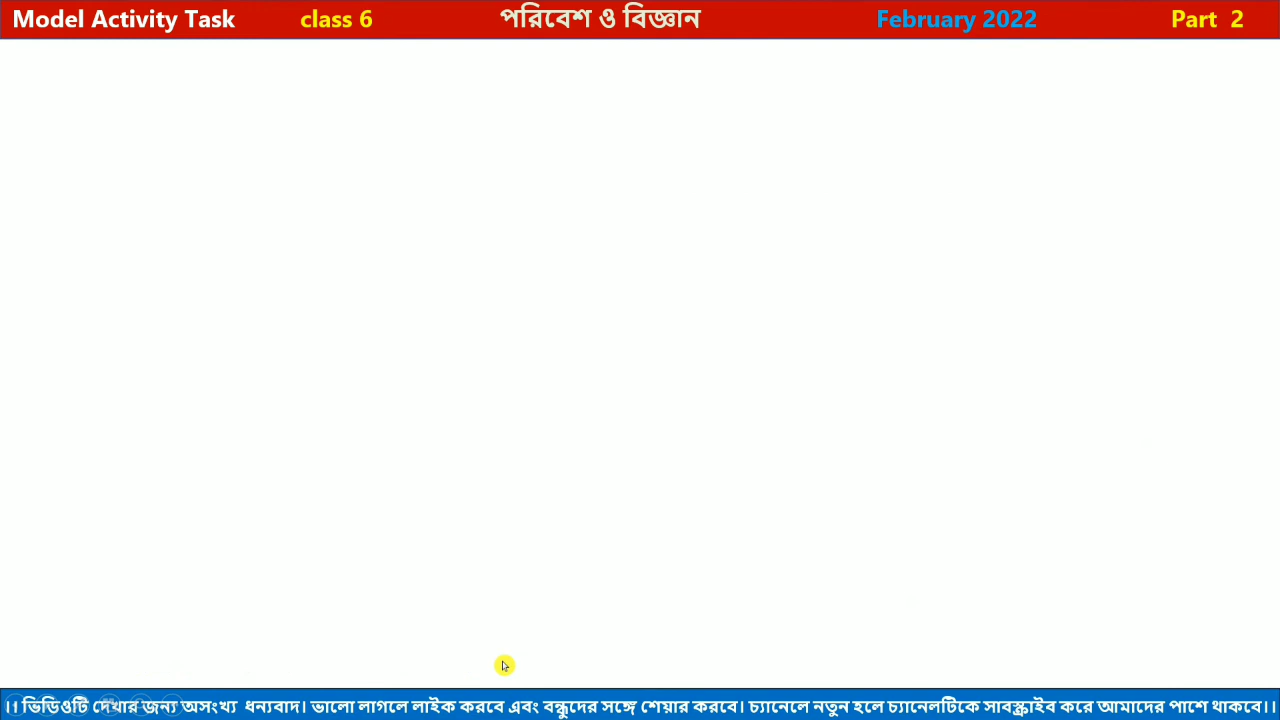 Model Activity Task class 6 পরিবেশ ও বিজ্ঞান February 2022 Part 2
।। ভিডিওটি দেখার জন্য অসংখ্য ধন্যবাদ। ভালো লাগলে লাইক করবে এবং বন্ধুদের সঙ্গে শেয়ার করবে। চ্যানেলে নতুন হলে চ্যানেলটিকে সাবস্ক্রাইব করে আমাদের পাশে থাকবে।।